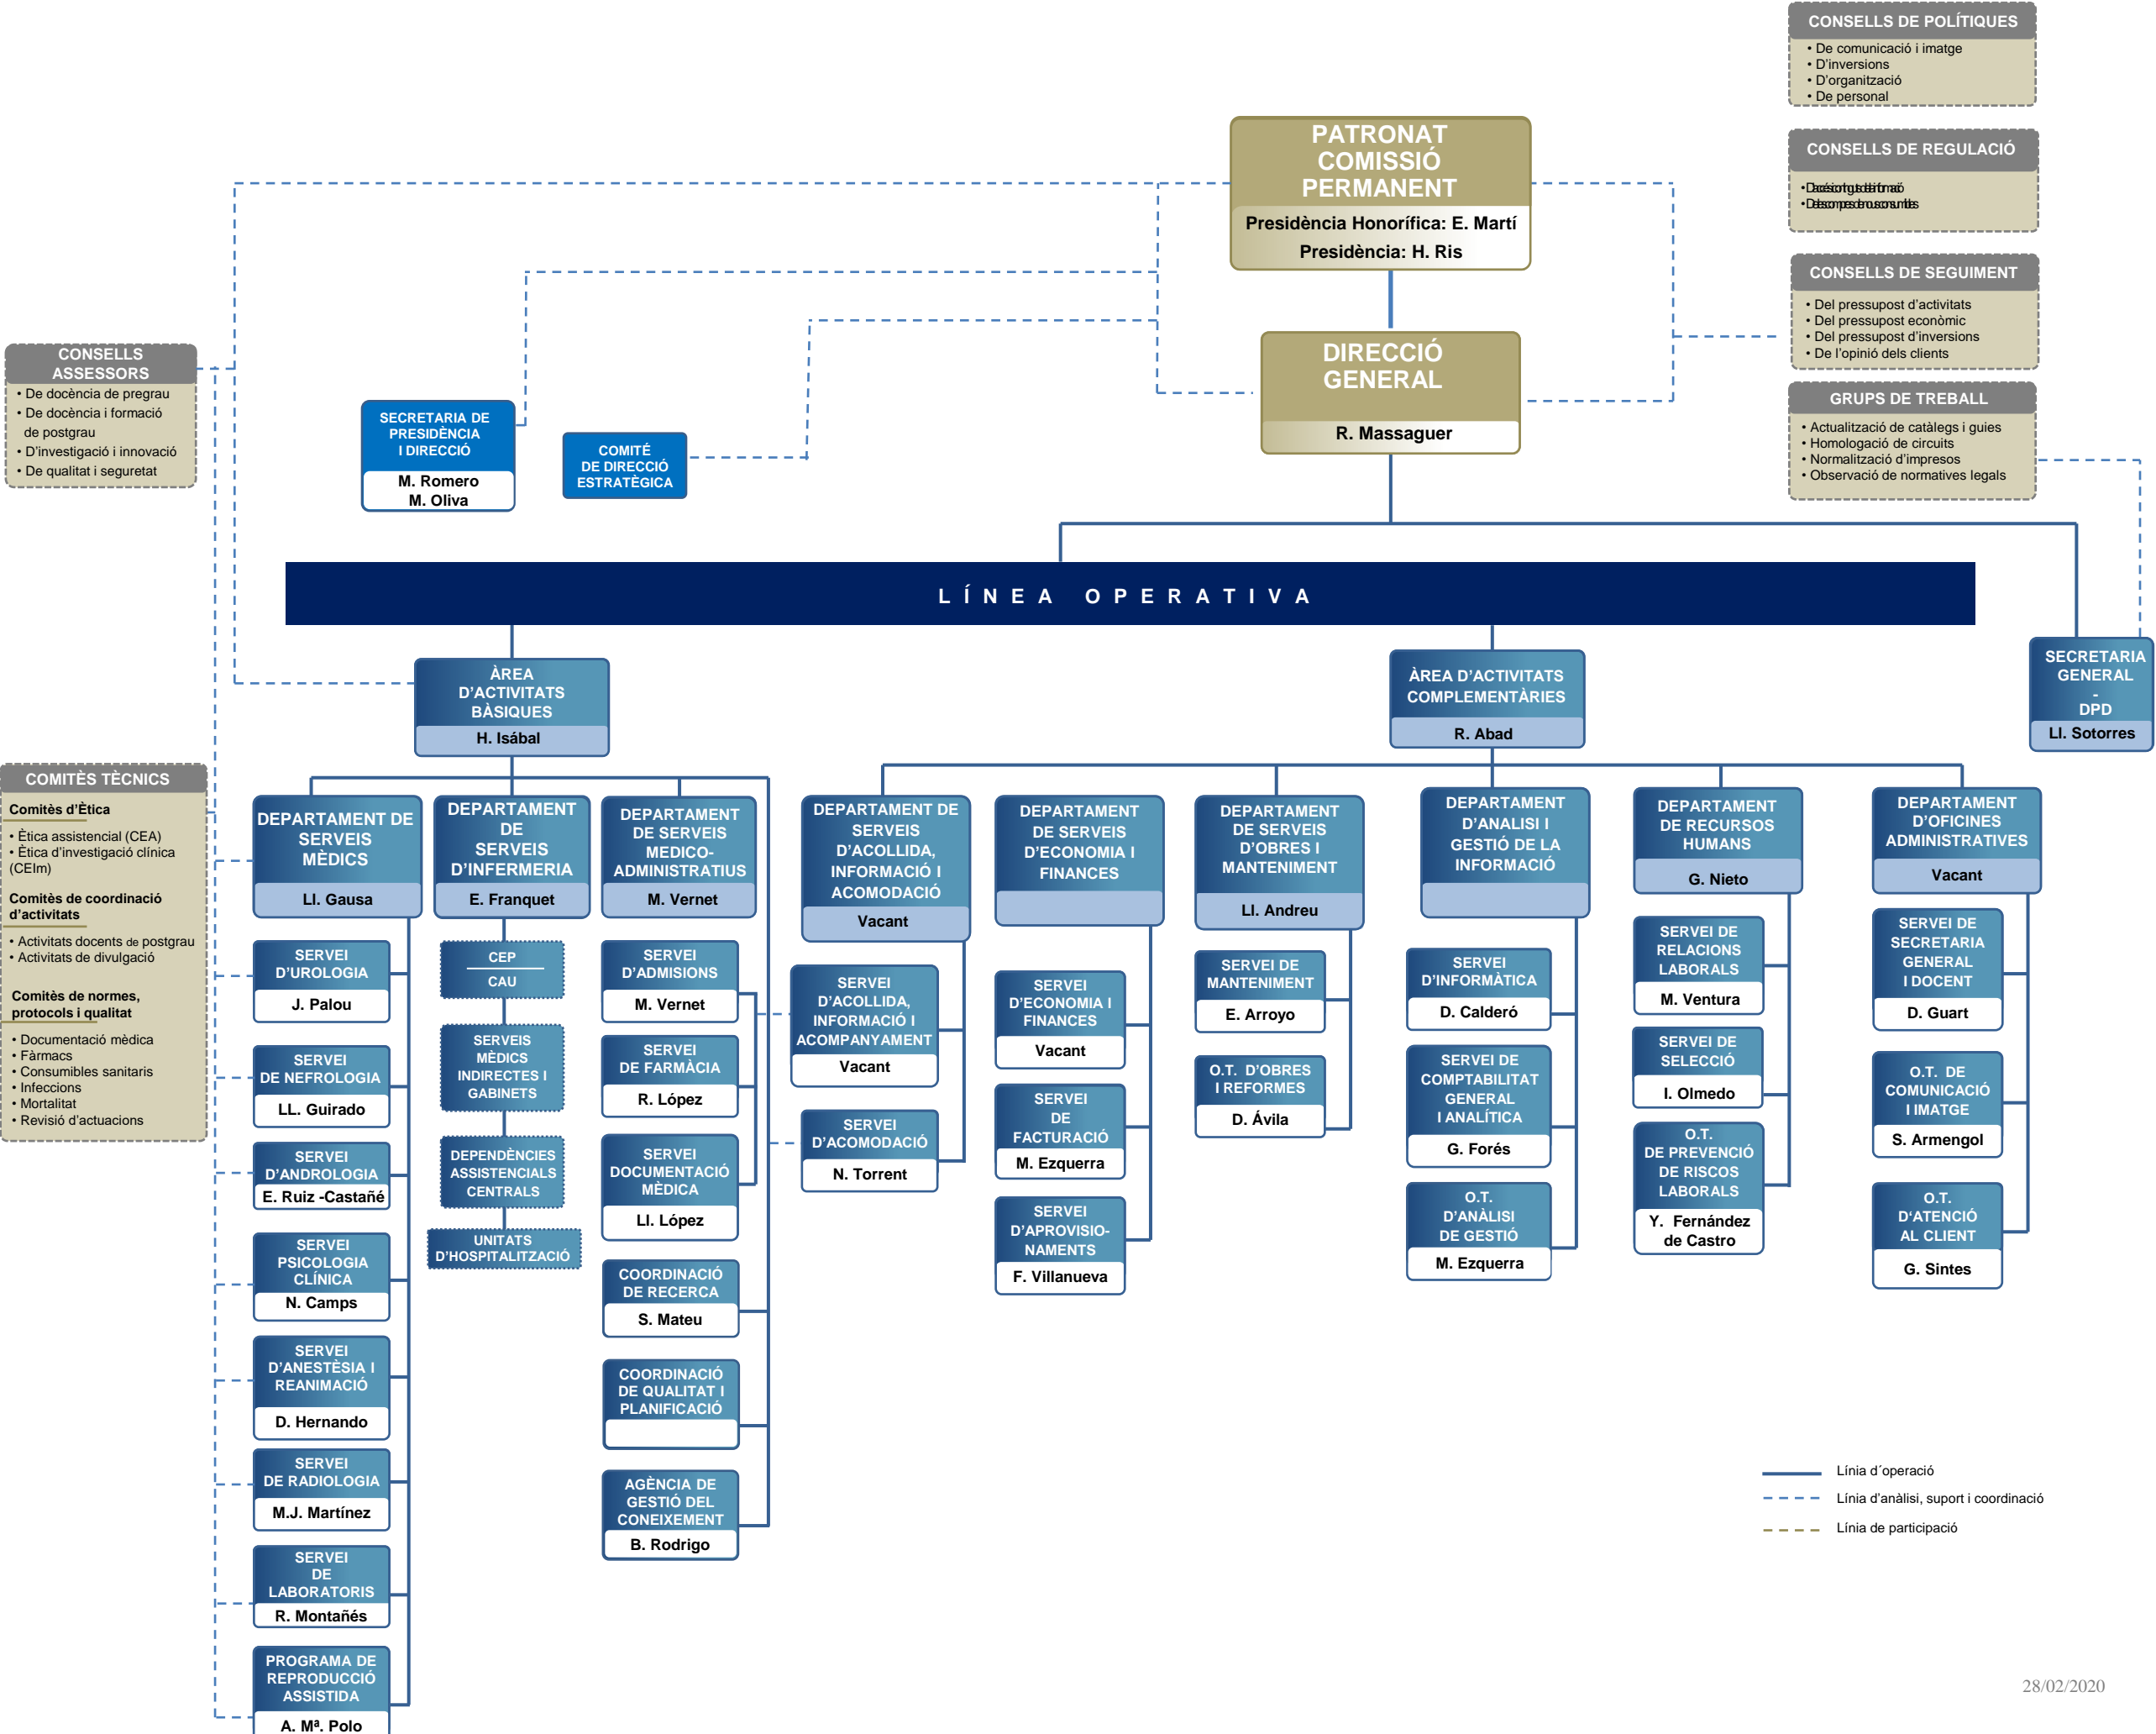 CONSELLS DE POLÍTIQUES
• De comunicació i imatge
• D'inversions
• D'organització
• De personal
PATRONAT
COMISSIÓ
PERMANENT
Presidència Honorífica: E. Martí
Presidència: H. Ris
CONSELLS DE REGULACIÓ
CONSELLS DE SEGUIMENT
• Del pressupost d'activitats
• Del pressupost econòmic
• Del pressupost d'inversions
• De l'opinió dels clients
DIRECCIÓ
GENERAL
R. Massaguer
CONSELLS
ASSESSORS
• De docència de pregrau
• De docència i formació
de postgrau
• D'investigació i innovació
• De qualitat i seguretat
GRUPS DE TREBALL
• Actualització de catàlegs i guies
• Homologació de circuits
• Normalització d'impresos
• Observació de normatives legals
SECRETARIA DE
PRESIDÈNCIA
I DIRECCIÓ
M. Romero
M. Oliva
COMITÉ
DE DIRECCIÓ
ESTRATÈGICA
LÍNEA OPERATIVA
ÀREA
D'ACTIVITATS
BÀSIQUES
H. Isábal
ÀREA D'ACTIVITATS
COMPLEMENTÀRIES
R. Abad
SECRETARIA
GENERAL
-
DPD
Ll. Sotorres
COMITÈS TÈCNICS
Comitès d'Ètica
• Ètica assistencial (CEA)
• Ètica d'investigació clínica
(CEIm)
Comitès de coordinació
d'activitats
• Activitats docents de postgrau
• Activitats de divulgació
Comitès de normes,
protocols i qualitat
• Documentació mèdica
• Fàrmacs
• Consumibles sanitaris
• Infeccions
• Mortalitat
• Revisió d'actuacions
DEPARTAMENT DE
SERVEIS
MÈDICS
Ll. Gausa
SERVEI
D'UROLOGIA
J. Palou
SERVEI
DE NEFROLOGIA
LL. Guirado
SERVEI
D'ANDROLOGIA
E. Ruiz -Castañé
SERVEI
PSICOLOGIA
CLÍNICA
N. Camps
SERVEI
D'ANESTÈSIA I
REANIMACIÓ
D. Hernando
SERVEI
DE RADIOLOGIA
M.J. Martínez
SERVEI
DE
LABORATORIS
R. Montañés
PROGRAMA DE
REPRODUCCIÓ
ASSISTIDA
A. Mª. Polo
DEPARTAMENT
DE
SERVEIS
D'INFERMERIA
E. Franquet
CEP
CAU
SERVEIS
MÈDICS
INDIRECTES I
GABINETS
DEPENDÈNCIES
ASSISTENCIALS
CENTRALS
UNITATS
D'HOSPITALITZACIÓ
DEPARTAMENT
DE SERVEIS
MEDICO-
ADMINISTRATIUS
M. Vernet
SERVEI
D'ADMISIONS
M. Vernet
SERVEI
DE FARMÀCIA
R. López
SERVEI
DOCUMENTACIÓ
MÈDICA
Ll. López
COORDINACIÓ
DE RECERCA
S. Mateu
COORDINACIÓ
DE QUALITAT I
PLANIFICACIÓ
AGÈNCIA DE
GESTIÓ DEL
CONEIXEMENT
B. Rodrigo
DEPARTAMENT DE
SERVEIS
D'ACOLLIDA,
INFORMACIÓ I
ACOMODACIÓ
Vacant
SERVEI
D'ACOLLIDA,
INFORMACIÓ I
ACOMPANYAMENT
Vacant
SERVEI
D'ACOMODACIÓ
N. Torrent
DEPARTAMENT
DE SERVEIS
D'ECONOMIA I
FINANCES
SERVEI
D'ECONOMIA I
FINANCES
Vacant
SERVEI
DE
FACTURACIÓ
M. Ezquerra
SERVEI
D'APROVISIO-
NAMENTS
F. Villanueva
DEPARTAMENT
DE SERVEIS
D'OBRES I
MANTENIMENT
Ll. Andreu
SERVEI DE
MANTENIMENT
E. Arroyo
O.T. D'OBRES
I REFORMES
D. Ávila
DEPARTAMENT
D'ANALISI I
GESTIÓ DE LA
INFORMACIÓ
SERVEI
D'INFORMÀTICA
D. Calderó
SERVEI DE
COMPTABILITAT
GENERAL
I ANALÍTICA
G. Forés
O.T.
D'ANÀLISI
DE GESTIÓ
M. Ezquerra
DEPARTAMENT
DE RECURSOS
HUMANS
G. Nieto
SERVEI DE
RELACIONS
LABORALS
M. Ventura
SERVEI DE
SELECCIÓ
I. Olmedo
O.T.
DE PREVENCIÓ
DE RISCOS
LABORALS
Y. Fernández
de Castro
DEPARTAMENT
D'OFICINES
ADMINISTRATIVES
Vacant
SERVEI DE
SECRETARIA
GENERAL
I DOCENT
D. Guart
O.T. DE
COMUNICACIÓ
I IMATGE
S. Armengol
O.T.
D'ATENCIÓ
AL CLIENT
G. Sintes
Línia d´operació
Línia d'anàlisi, suport i coordinació
Línia de participació
28/02/2020